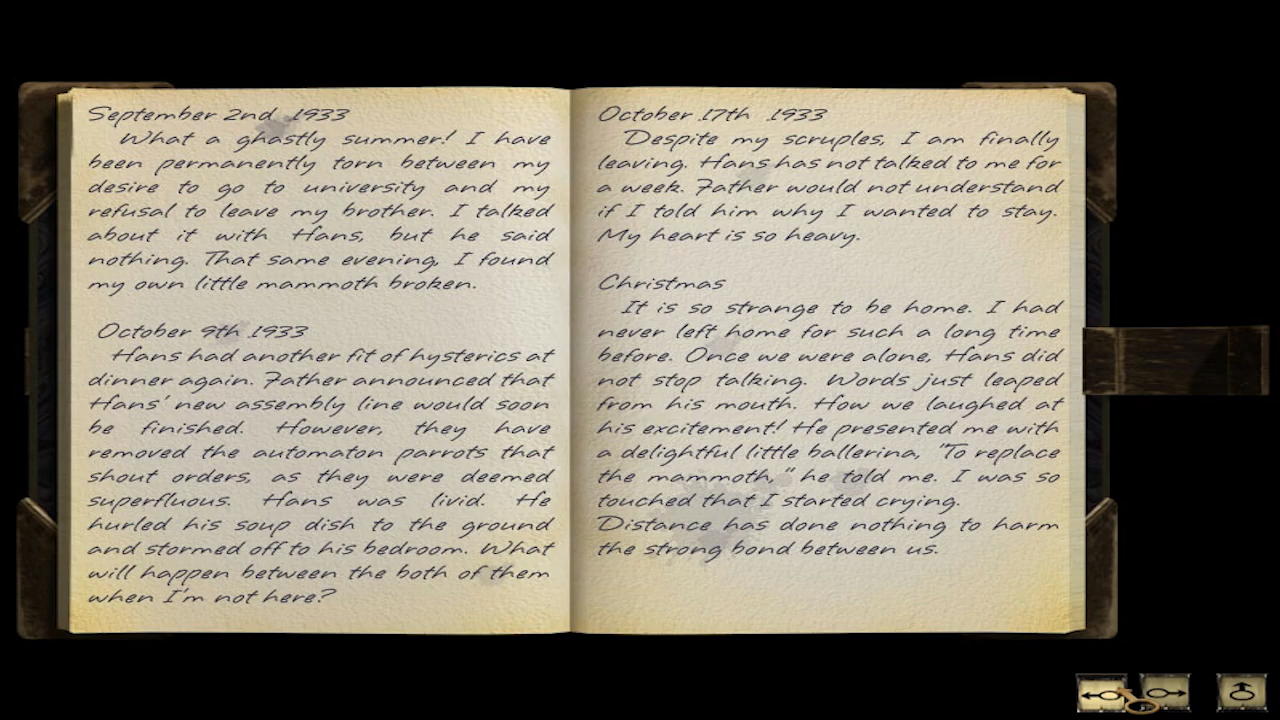 September 2nd 1933
What a ghastly summer! I have
been permanently torn between my
desire to go to university and my
refusal to leave my brother. I talked
about it with Hans, but he said
nothing. That same evening, I found
my own little mammoth broken.
October 9th 1933
Hans had another fit of hysterics at
dinner again. Father announced that
Hans' new assembly line would soon
be finished. However, they have
removed the automaton parrots that
shout orders, as they were deemed
superfluous. Hans was livid. He
hurled his soup dish to the ground
and stormed off to his bedroom. What
will happen between the both of them
when I'm not here?
October 17th 1933
Despite my scruples, I am finally
leaving. Hans has not talked to me for
a week. Father would not understand
if I told him why I wanted to stay.
My heart is so heavy.
Christmas
It is so strange to be home. I had
never left home for such a long time
before. Once we were alone, Hans did
not stop talking. Words just leaped
from his mouth. How we laughed at
his excitement! He presented me with
a delightful little ballerina, "To replace
the mammoth," he told me. I was so
touched that I started crying.
Distance has done nothing to harm
the strong bond between us.